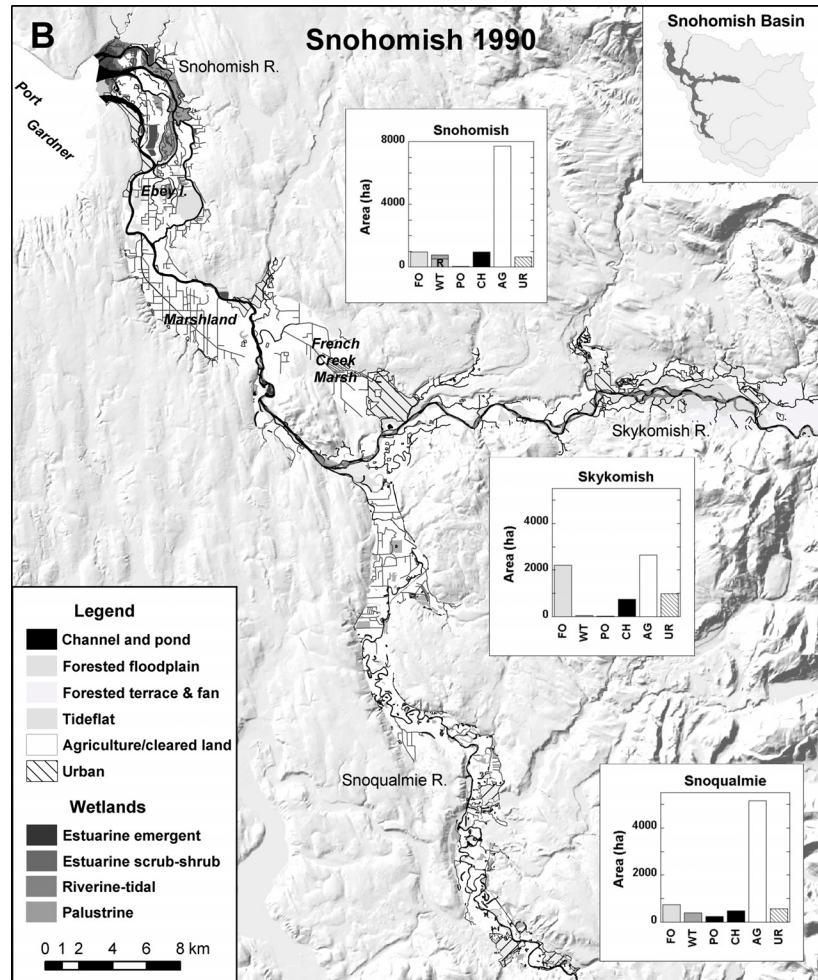 B
Snohomish 1990
Snohomish Basin
Snohomish R.
Port
Gardner
Ebey I.
Marshland
French
Creek
Marsh
Skykomish R.
Snoqualmie R.
Snohomish
Area (ha)
8000
4000
0
R
FO WT PO CH AG UR
Skykomish
Area (ha)
4000
2000
0
FO WT PO CH AG UR
Snoqualmie
Area (ha)
4000
2000
0
FO WT PO CH AG UR
Legend
Channel and pond
Forested floodplain
Forested terrace & fan
Tideflat
Agriculture/cleared land
Urban
Wetlands
Estuarine emergent
Estuarine scrub-shrub
Riverine-tidal
Palustrine
0 1 2 4 6 8 km